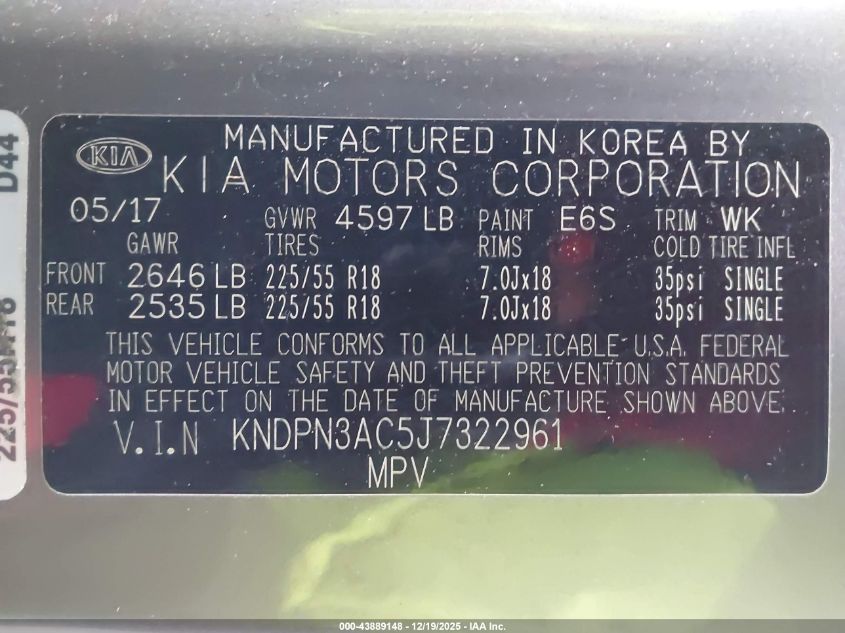 D44
225/55R18
KIA
MANUFACTURED IN KOREA BY
KIA MOTORS CORPORATION
05/17 GVWR 4597 LB PAINT E6S TRIM WK
GAWR TIRES RIMS COLD TIRE INFL
FRONT 2646 LB 225/55 R18 7.0Jx18 35psi SINGLE
REAR 2535 LB 225/55 R18 7.0Jx18 35psi SINGLE
THIS VEHICLE CONFORMS TO ALL APPLICABLE U.S.A. FEDERAL
MOTOR VEHICLE SAFETY AND THEFT PREVENTION STANDARDS
IN EFFECT ON THE DATE OF MANUFACTURE SHOWN ABOVE.
V.I.N KNDPN3AC5J7322961
MPV
000-43889148 - 12/19/2025 - IAA Inc.